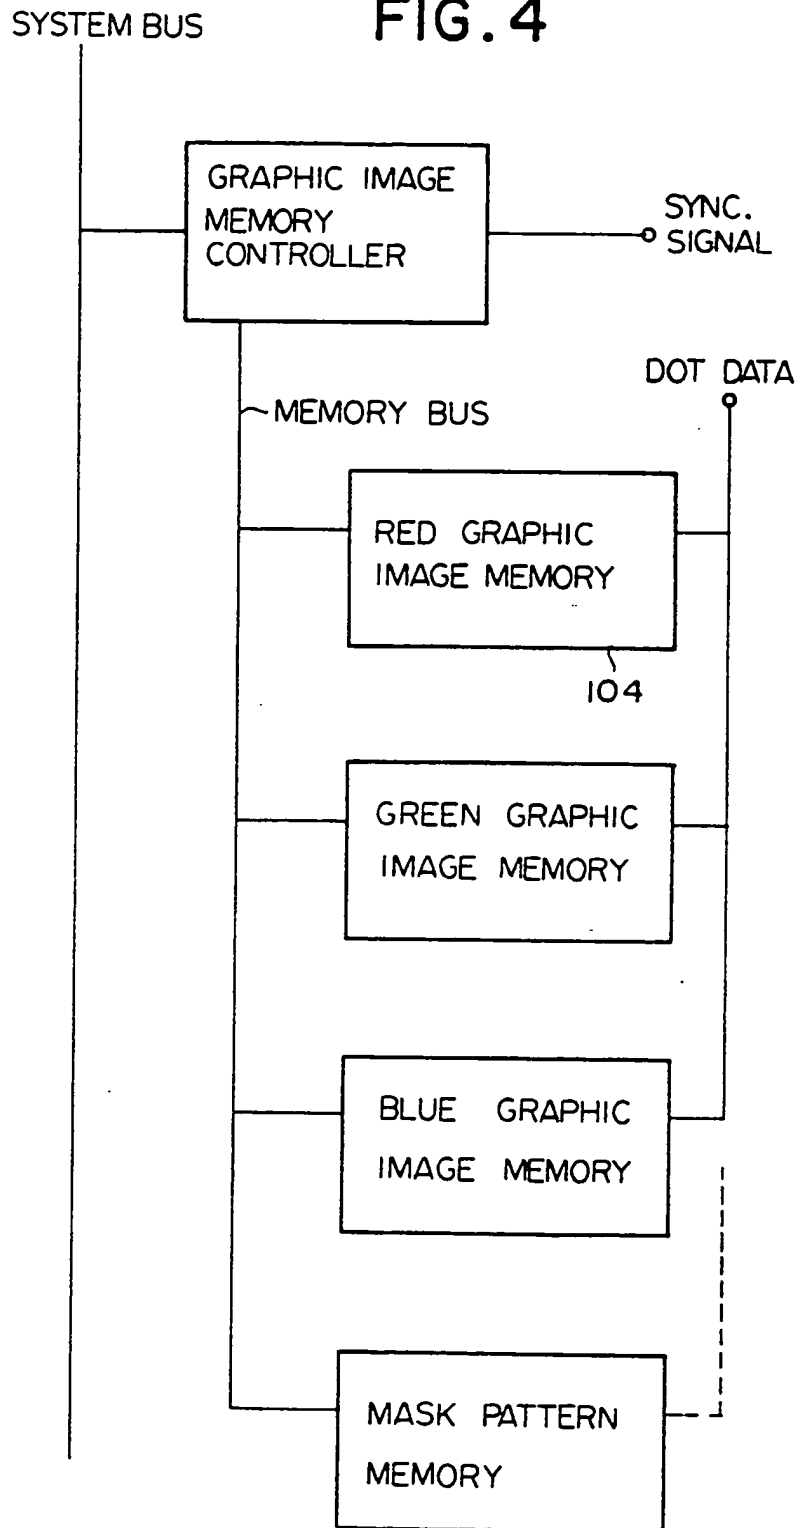 SYSTEM BUS
FIG. 4
GRAPHIC IMAGE
MEMORY
CONTROLLER
SYNC.
SIGNAL
DOT DATA
MEMORY BUS
RED GRAPHIC
IMAGE MEMORY
104
GREEN GRAPHIC
IMAGE MEMORY
BLUE GRAPHIC
IMAGE MEMORY
MASK PATTERN
MEMORY